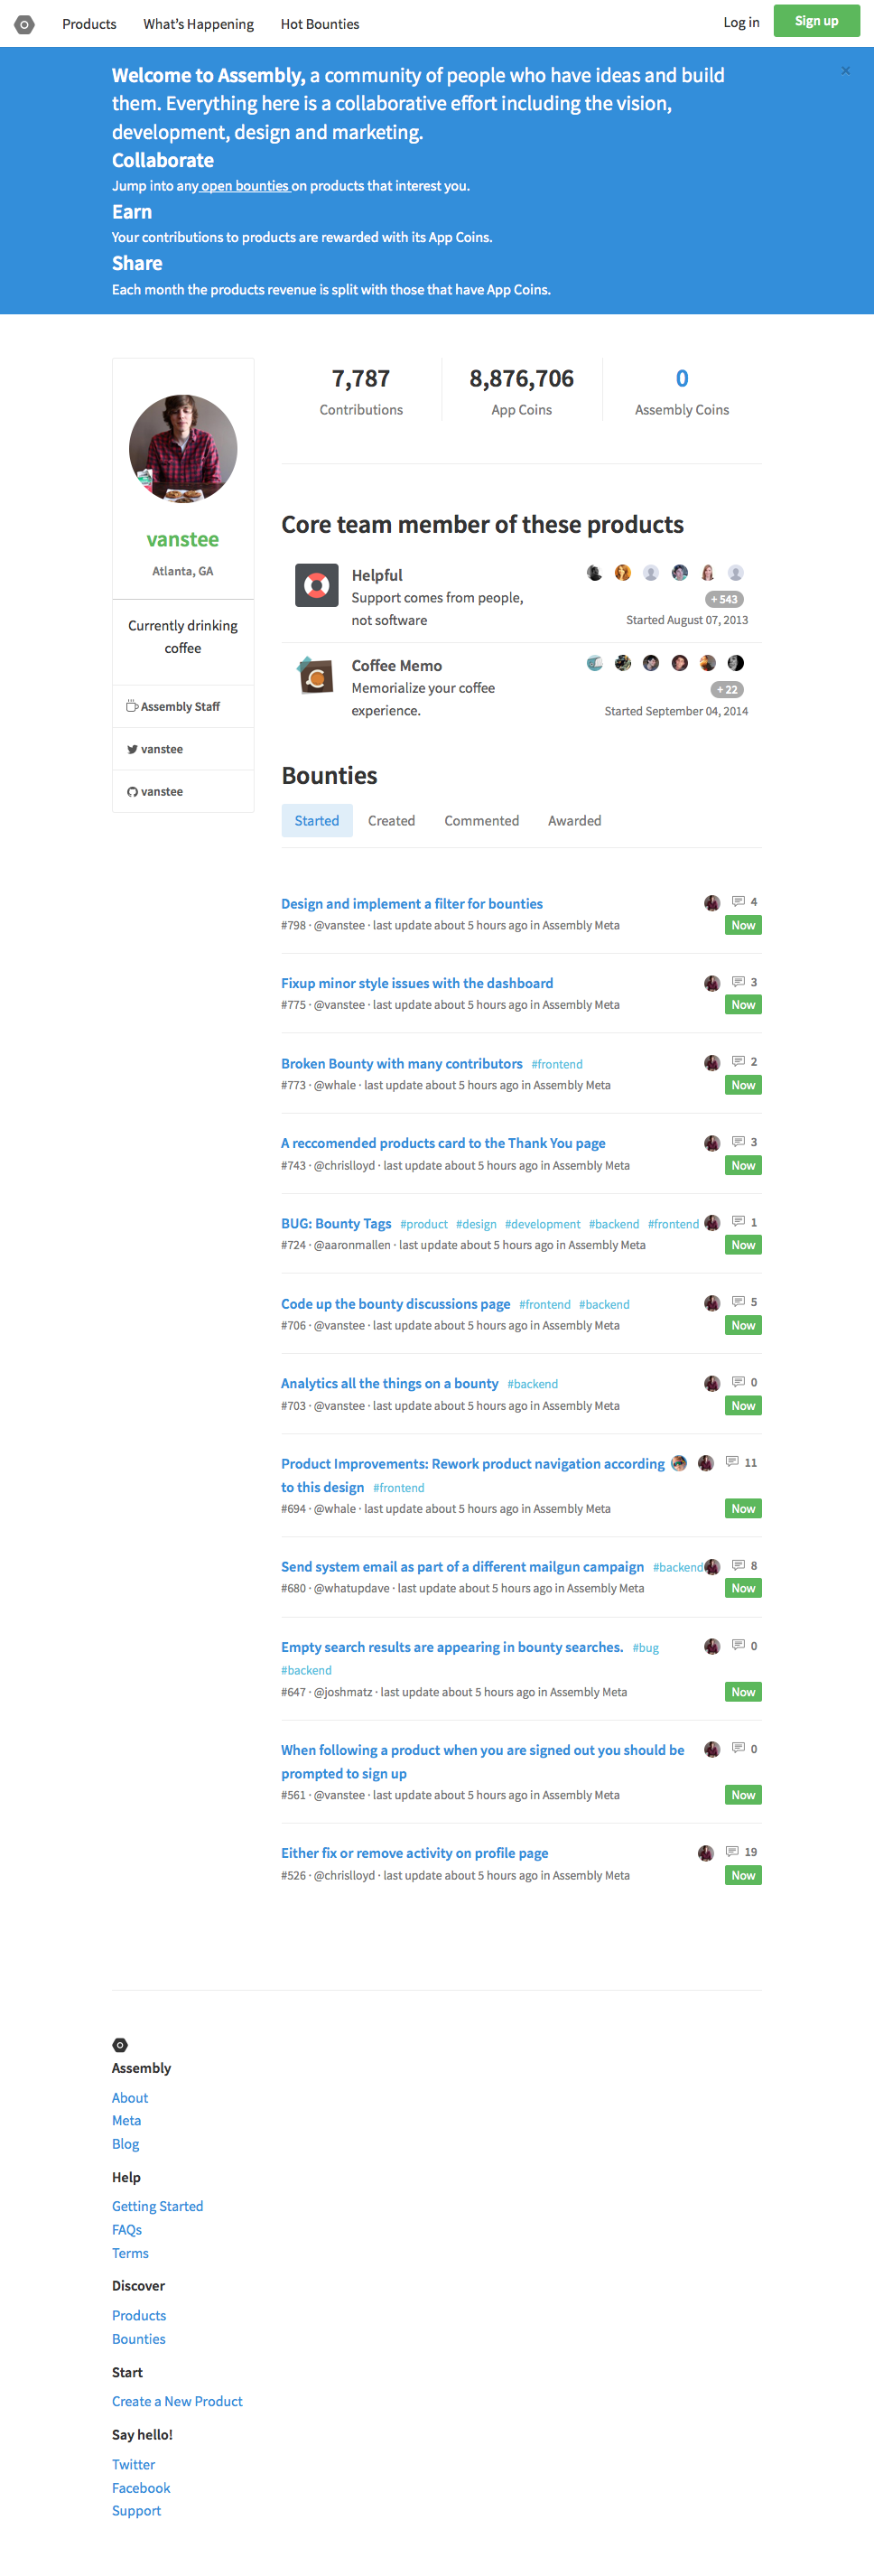 Products What's Happening Hot Bounties Log in Sign up
Welcome to Assembly, a community of people who have ideas and build
them. Everything here is a collaborative effort including the vision,
development, design and marketing.
Collaborate
Jump into any open bounties on products that interest you.
Earn
Your contributions to products are rewarded with its App Coins.
Share
Each month the products revenue is split with those that have App Coins.
×
vanstee
Atlanta, GA
Currently drinking
coffee
Assembly Staff
vanstee
vanstee
7,787 8,876,706 0
Contributions App Coins Assembly Coins
Core team member of these products
Helpful
Support comes from people,
not software
+ 543
Started August 07, 2013
Coffee Memo
Memorialize your coffee
experience.
+ 22
Started September 04, 2014
Bounties
Started Created Commented Awarded
Design and implement a filter for bounties 4
#798 · @vanstee · last update about 5 hours ago in Assembly Meta Now
Fixup minor style issues with the dashboard 3
#775 · @vanstee · last update about 5 hours ago in Assembly Meta Now
Broken Bounty with many contributors #frontend 2
#773 · @whale · last update about 5 hours ago in Assembly Meta Now
A reccomended products card to the Thank You page 3
#743 · @chrislloyd · last update about 5 hours ago in Assembly Meta Now
BUG: Bounty Tags #product #design #development #backend #frontend 1
#724 · @aaronmallen · last update about 5 hours ago in Assembly Meta Now
Code up the bounty discussions page #frontend #backend 5
#706 · @vanstee · last update about 5 hours ago in Assembly Meta Now
Analytics all the things on a bounty #backend 0
#703 · @vanstee · last update about 5 hours ago in Assembly Meta Now
Product Improvements: Rework product navigation according 11
to this design #frontend
#694 · @whale · last update about 5 hours ago in Assembly Meta Now
Send system email as part of a different mailgun campaign #backend 8
#680 · @whatupdave · last update about 5 hours ago in Assembly Meta Now
Empty search results are appearing in bounty searches. #bug 0
#backend
#647 · @joshmatz · last update about 5 hours ago in Assembly Meta Now
When following a product when you are signed out you should be 0
prompted to sign up
#561 · @vanstee · last update about 5 hours ago in Assembly Meta Now
Either fix or remove activity on profile page 19
#526 · @chrislloyd · last update about 5 hours ago in Assembly Meta Now
Assembly
About
Meta
Blog
Help
Getting Started
FAQs
Terms
Discover
Products
Bounties
Start
Create a New Product
Say hello!
Twitter
Facebook
Support